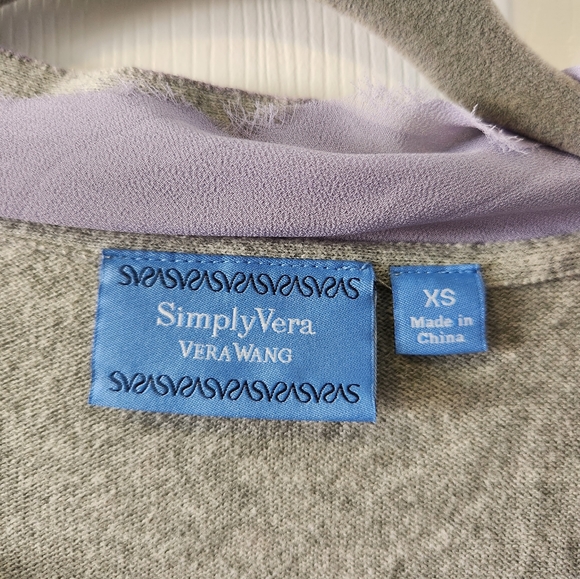 SimplyVera
VERA WANG
XS
Made in
China